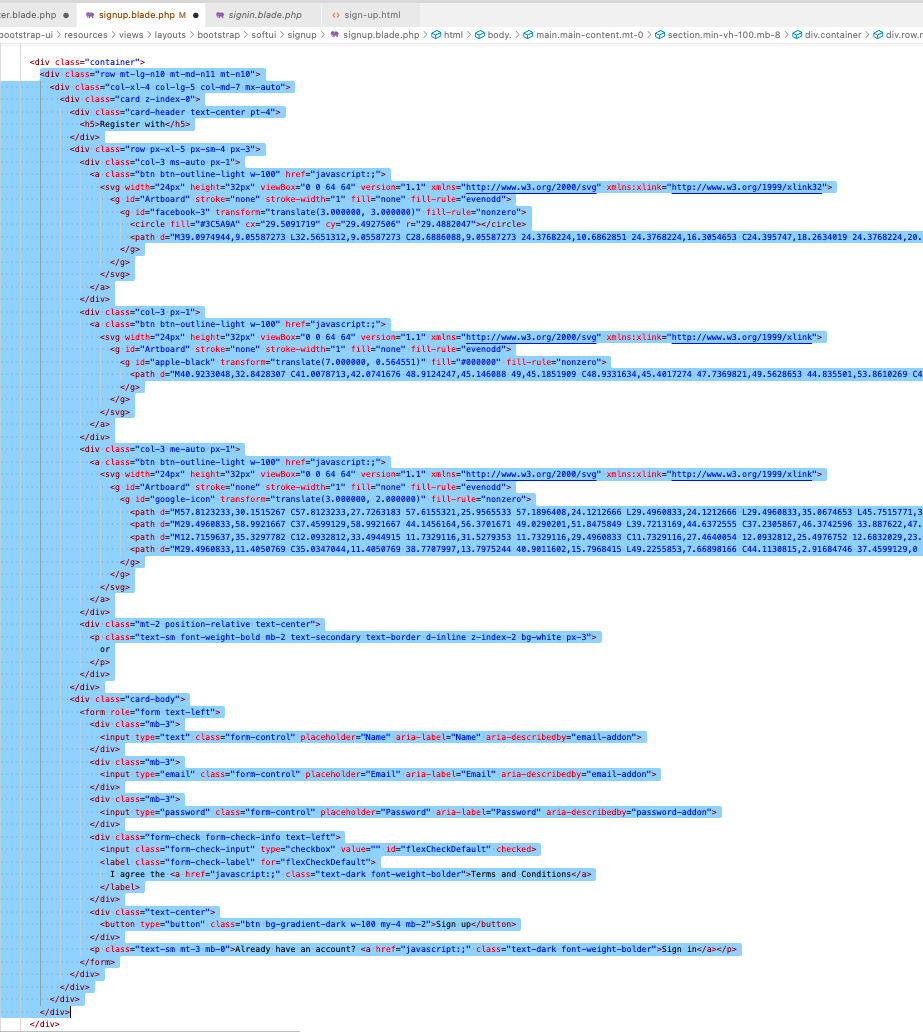 ter.blade.php ● signup.blade.php M ● signin.blade.php <> sign-up.html
bootstrap-ui > resources > views > layouts > bootstrap > softui > signup > signup.blade.php > html > body. > main.main-content.mt-0 > section.min-vh-100.mb-8 > div.container > div.row.r
<div class="container">
<div class="row mt-lg-n10 mt-md-n11 mt-n10">
<div class="col-xl-4 col-lg-5 col-md-7 mx-auto">
<div class="card z-index-0">
<div class="card-header text-center pt-4">
<h5>Register with</h5>
</div>
<div class="row px-xl-5 px-sm-4 px-3">
<div class="col-3 ms-auto px-1">
<a class="btn btn-outline-light w-100" href="javascript:;">
<svg width="24px" height="32px" viewBox="0 0 64 64" version="1.1" xmlns="http://www.w3.org/2000/svg" xmlns:xlink="http://www.w3.org/1999/xlink32">
<g id="Artboard" stroke="none" stroke-width="1" fill="none" fill-rule="evenodd">
<g id="facebook-3" transform="translate(3.000000, 3.000000)" fill-rule="nonzero">
<circle fill="#3C5A9A" cx="29.5091719" cy="29.4927506" r="29.4882047"></circle>
<path d="M39.0974944,9.05587273 L32.5651312,9.05587273 C28.6886088,9.05587273 24.3768224,10.6862851 24.3768224,16.3054653 C24.395747,18.2634019 24.3768224,20.
</g>
</g>
</svg>
</a>
</div>
<div class="col-3 px-1">
<a class="btn btn-outline-light w-100" href="javascript:;">
<svg width="24px" height="32px" viewBox="0 0 64 64" version="1.1" xmlns="http://www.w3.org/2000/svg" xmlns:xlink="http://www.w3.org/1999/xlink">
<g id="Artboard" stroke="none" stroke-width="1" fill="none" fill-rule="evenodd">
<g id="apple-black" transform="translate(7.000000, 0.564551)" fill="#000000" fill-rule="nonzero">
<path d="M40.9233048,32.8428307 C41.0078713,42.0741676 48.9124247,45.146088 49,45.1851909 C48.9331634,45.4017274 47.7369821,49.5628653 44.835501,53.8610269 C4
</g>
</g>
</svg>
</a>
</div>
<div class="col-3 me-auto px-1">
<a class="btn btn-outline-light w-100" href="javascript:;">
<svg width="24px" height="32px" viewBox="0 0 64 64" version="1.1" xmlns="http://www.w3.org/2000/svg" xmlns:xlink="http://www.w3.org/1999/xlink">
<g id="Artboard" stroke="none" stroke-width="1" fill="none" fill-rule="evenodd">
<g id="google-icon" transform="translate(3.000000, 2.000000)" fill-rule="nonzero">
<path d="M57.8123233,30.1515267 C57.8123233,27.7263183 57.6155321,25.9565533 57.1896408,24.1212666 L29.4960833,24.1212666 L29.4960833,35.0674653 L45.7515771,3
<path d="M29.4960833,58.9921667 C37.4599129,58.9921667 44.1456164,56.3701671 49.0290201,51.8475849 L39.7213169,44.6372555 C37.2305867,46.3742596 33.887622,47.
<path d="M12.7159637,35.3297782 C12.0932812,33.4944915 11.7329116,31.5279353 11.7329116,29.4960833 C11.7329116,27.4640054 12.0932812,25.4976752 12.6832029,23.
<path d="M29.4960833,11.4050769 C35.0347044,11.4050769 38.7707997,13.7975244 40.9011602,15.7968415 L49.2255853,7.66898166 C44.1130815,2.91684746 37.4599129,0
</g>
</g>
</svg>
</a>
</div>
<div class="mt-2 position-relative text-center">
<p class="text-sm font-weight-bold mb-2 text-secondary text-border d-inline z-index-2 bg-white px-3">
or
</p>
</div>
</div>
<div class="card-body">
<form role="form text-left">
<div class="mb-3">
<input type="text" class="form-control" placeholder="Name" aria-label="Name" aria-describedby="email-addon">
</div>
<div class="mb-3">
<input type="email" class="form-control" placeholder="Email" aria-label="Email" aria-describedby="email-addon">
</div>
<div class="mb-3">
<input type="password" class="form-control" placeholder="Password" aria-label="Password" aria-describedby="password-addon">
</div>
<div class="form-check form-check-info text-left">
<input class="form-check-input" type="checkbox" value="" id="flexCheckDefault" checked>
<label class="form-check-label" for="flexCheckDefault">
I agree the <a href="javascript:;" class="text-dark font-weight-bolder">Terms and Conditions</a>
</label>
</div>
<div class="text-center">
<button type="button" class="btn bg-gradient-dark w-100 my-4 mb-2">Sign up</button>
</div>
<p class="text-sm mt-3 mb-0">Already have an account? <a href="javascript:;" class="text-dark font-weight-bolder">Sign in</a></p>
</form>
</div>
</div>
</div>
</div>
</div>